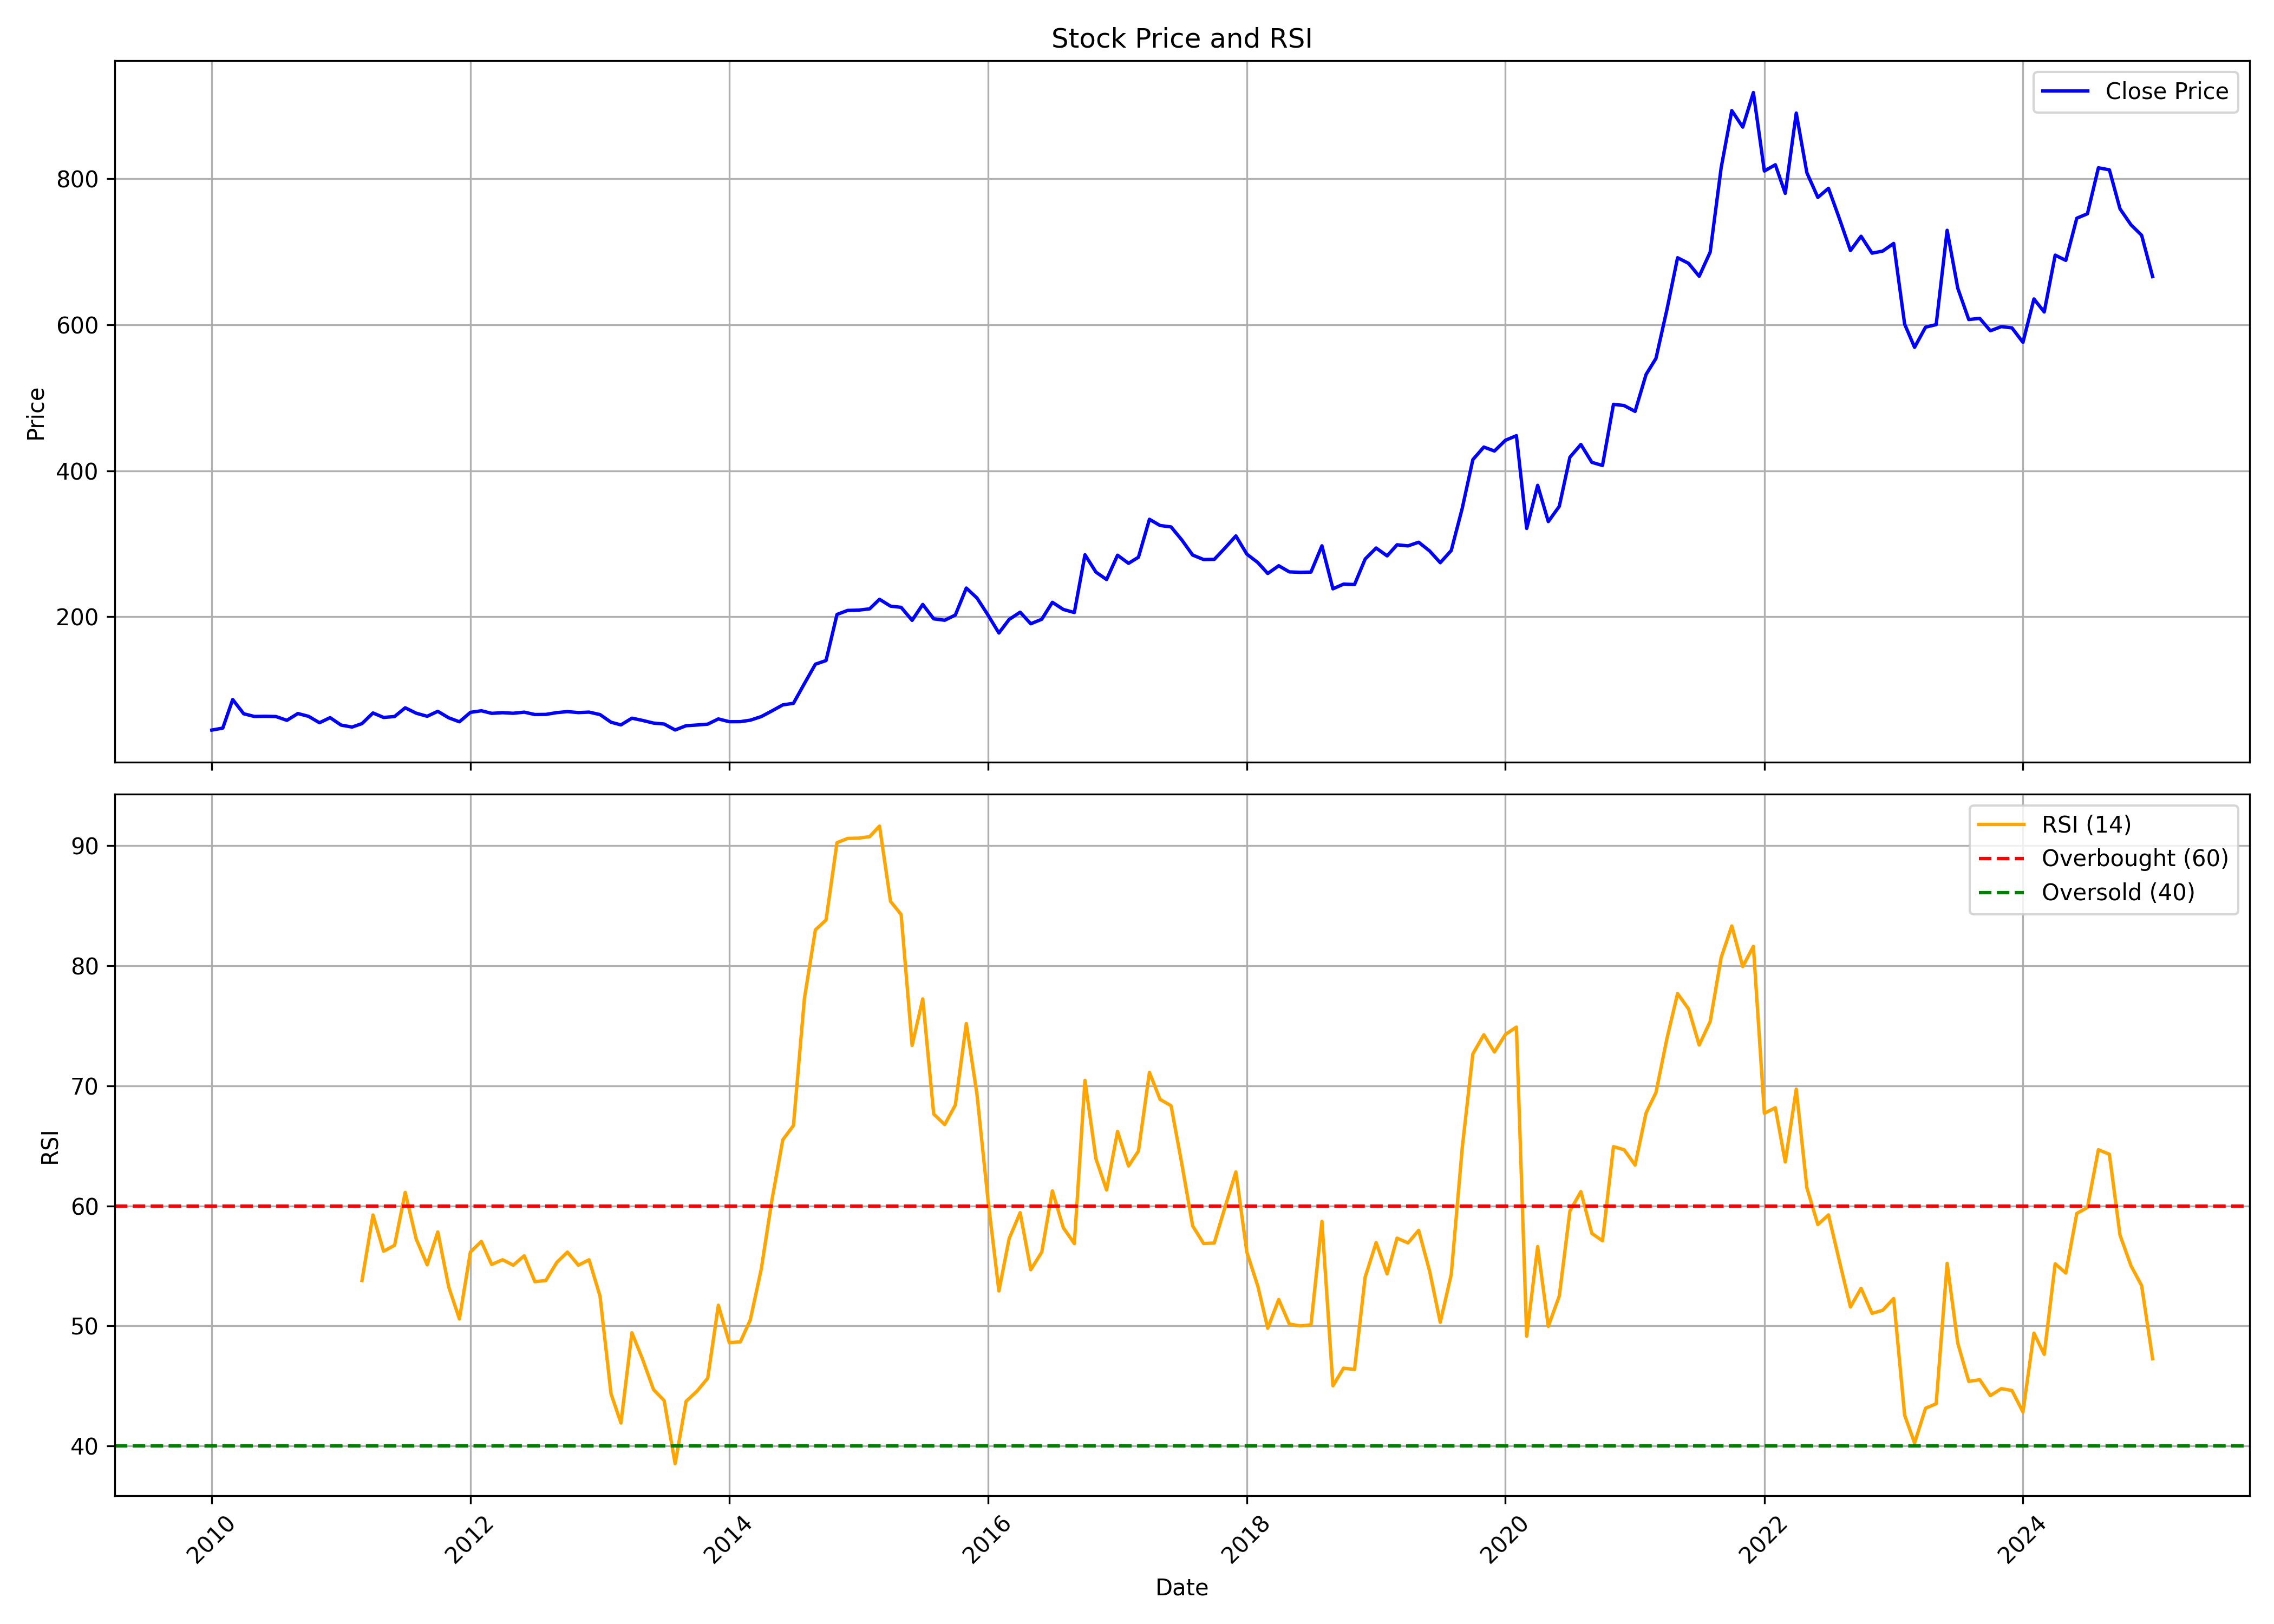 Stock Price and RSI
Close Price
800
600
400
200
Price
RSI (14)
Overbought (60)
Oversold (40)
90
80
70
60
50
40
RSI
2010
2012
2014
2016
2018
2020
2022
2024
Date